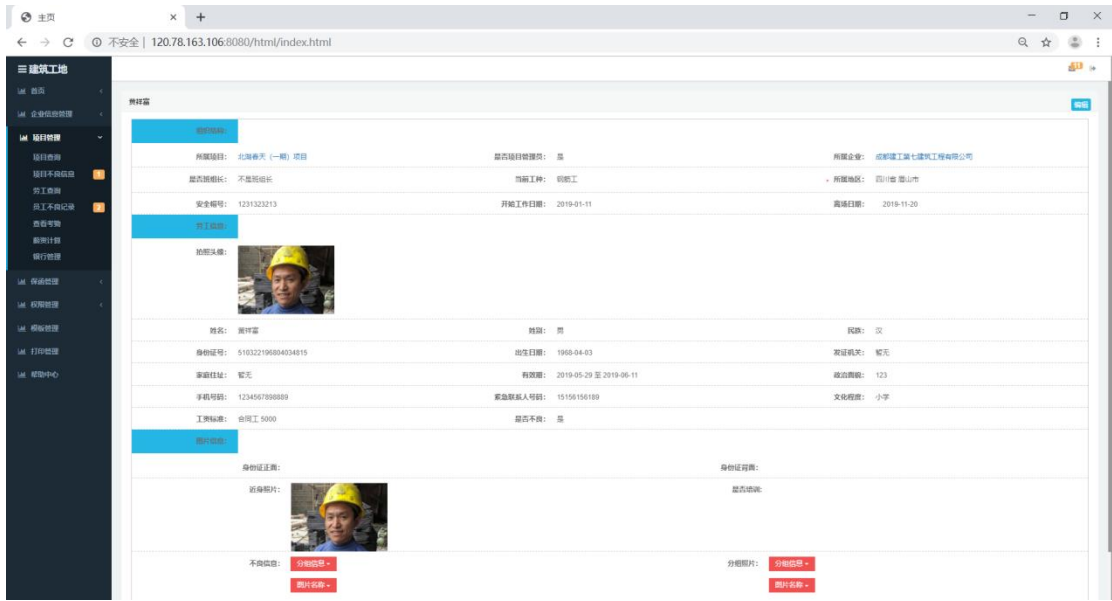 主页
不安全 | 120.78.163.106:8080/html/index.html
建筑工地
首页
企业信息管理
项目管理
项目查询
项目不良信息
劳工查询
员工不良记录 2
查看考勤
薪资计算
银行管理
保函管理
权限管理
模板管理
打印管理
帮助中心
编辑
组织结构:
所属项目: 北海春天（一期）项目 是否项目管理员: 是 所属企业: 成都建工第七建筑工程有限公司
是否班组长: 不是班组长 当前工种: 钢筋工 所属地区: 四川省 眉山市
安全帽号: 1231323213 开始工作日期: 2019-01-11 离场日期: 2019-11-20
劳工信息:
拍照头像:
姓名: 性别: 男 民族: 汉
身份证号: 510322196804034815 出生日期: 1968-04-03 发证机关: 暂无
家庭住址: 暂无 有效期: 2019-05-29 至 2019-06-11 政治面貌: 123
手机号码: 1234567898889 紧急联系人号码: 15156156189 文化程度: 小学
工资标准: 合同工 5000 是否不良: 是
图片信息:
身份证正面: 身份证背面:
近身照片: 是否培训:
不良信息: 分组信息 分组照片: 分组信息
图片名称 图片名称